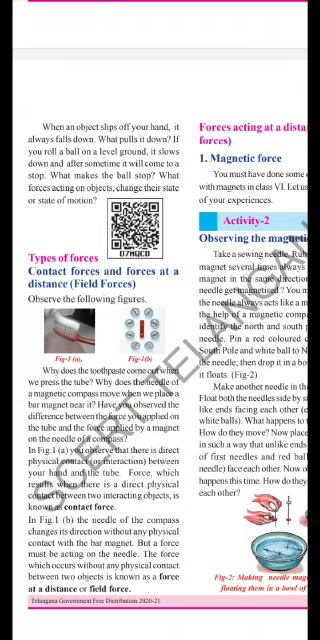 When an object slips off your hand, it
always falls down. What pulls it down? If
you roll a ball on a level ground, it slows
down and after sometime it will come to a
stop. What makes the ball stop? What
forces acting on objects, change their state
or state of motion?
D7MQCD
Types of forces
Contact forces and forces at a
distance (Field Forces)
Observe the following figures.
Fig-1 (a), Fig-1(b)
Why does the toothpaste come out when
we press the tube? Why does the needle of
a magnetic compass move when we place a
bar magnet near it? Have you observed the
difference between the force you applied on
the tube and the force applied by a magnet
on the needle of a compass?
In Fig.1 (a) you observe that there is direct
physical contact (or interaction) between
your hand and the tube. Force, which
results when there is a direct physical
contact between two interacting objects, is
known as contact force.
In Fig.1 (b) the needle of the compass
changes its direction without any physical
contact with the bar magnet. But a force
must be acting on the needle. The force
which occurs without any physical contact
between two objects is known as a force
at a distance or field force.
Telangana Government Free Distribution 2020-21
Forces acting at a dista
forces)
1. Magnetic force
You must have done some
with magnets in class VI. Let us
of your experiences.
Activity-2
Observing the magneti
Take a sewing needle. Rub
magnet several times always
magnet in the same direction
needle get magnetised? You m
the needle always acts like a m
the help of a magnetic comp
identify the north and south
needle. Pin a red coloured
South Pole and white ball to N
the needle; then drop it in a bo
it floats. (Fig-2)
Make another needle in the
Float both the needles side by s
like ends facing each other (e
white balls). What happens to
How do they move? Now place
in such a way that unlike ends
of first needles and red bal
needle) face each other. Now o
happens this time. How do they
each other?
Fig-2: Making needle mag
floating them in a bowl of
SCERT TELANGAN